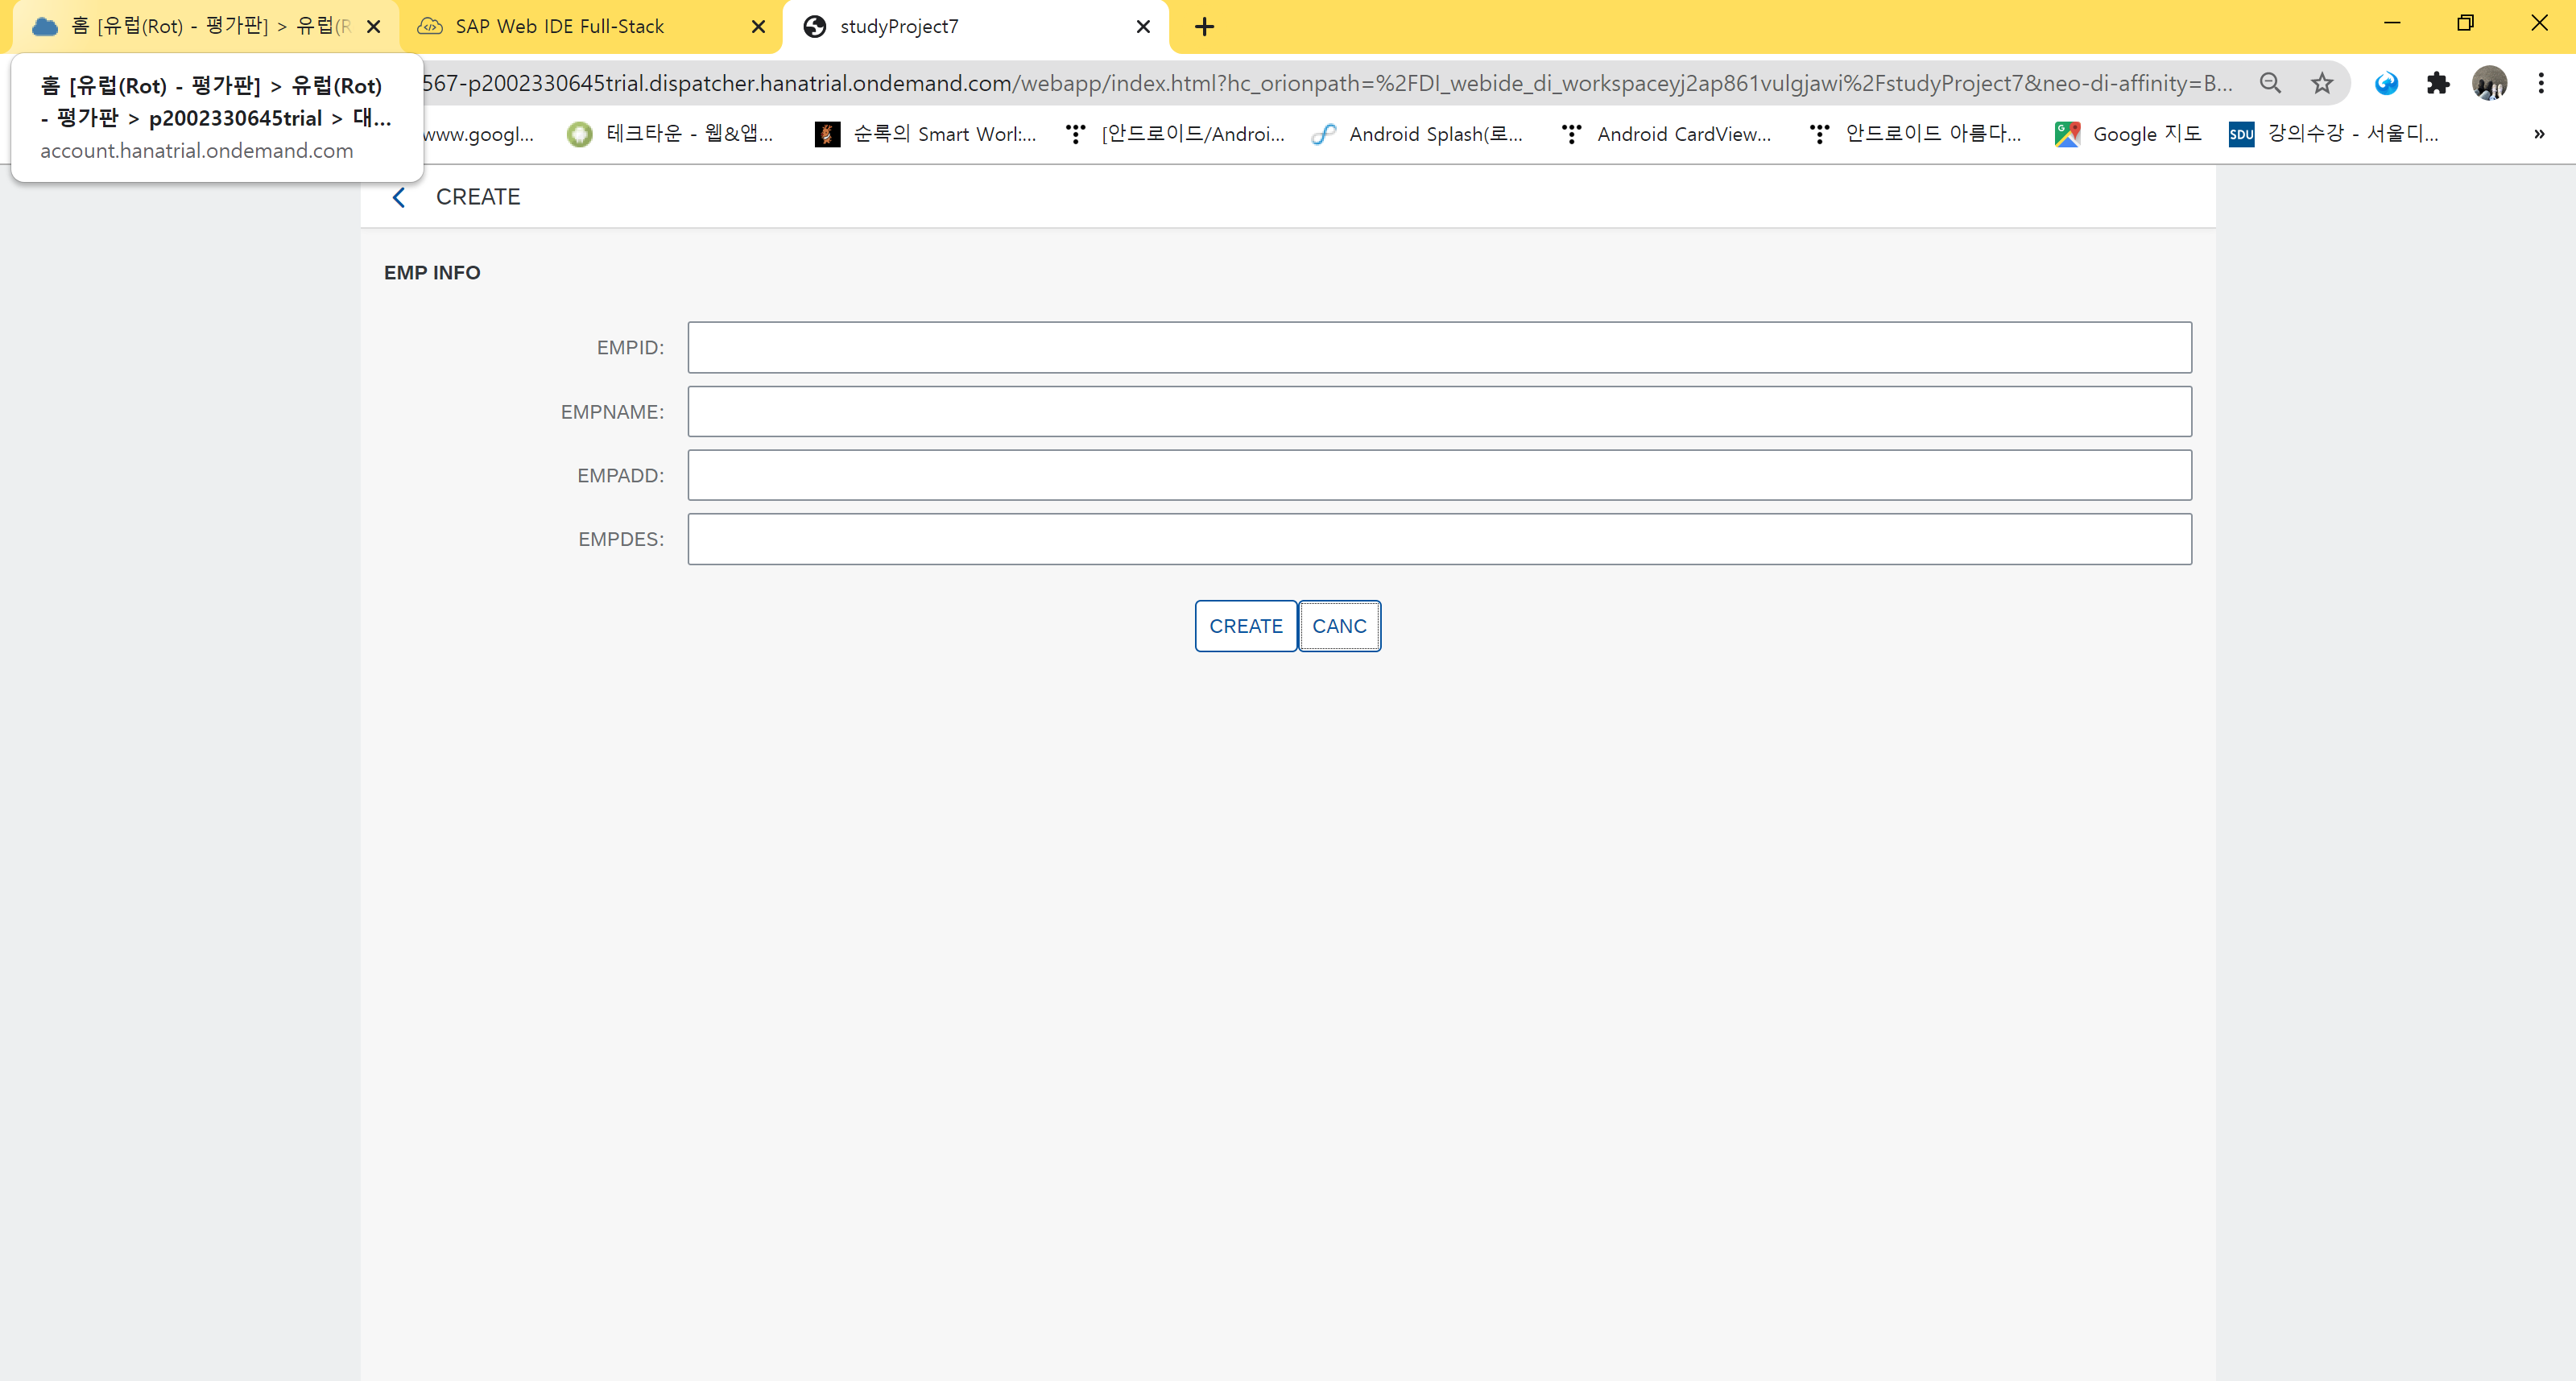 홈 [유럽(Rot) - 평가판] > 유럽(R
SAP Web IDE Full-Stack
studyProject7
홈 [유럽(Rot) - 평가판] > 유럽(Rot)
- 평가판 > p2002330645trial > 대...
account.hanatrial.ondemand.com
567-p2002330645trial.dispatcher.hanatrial.ondemand.com/webapp/index.html?hc_orionpath=%2FDI_webide_di_workspaceyj2ap861vulgjawi%2FstudyProject7&neo-di-affinity=B...
www.googl...
테크타운 - 웹&앱...
순록의 Smart Worl:...
[안드로이드/Androi...
Android Splash(로...
Android CardView...
안드로이드 아름다...
Google 지도
SDU
강의수강 - 서울디...
»
CREATE
EMP INFO
EMPID:
EMPNAME:
EMPADD:
EMPDES:
CREATE
CANC